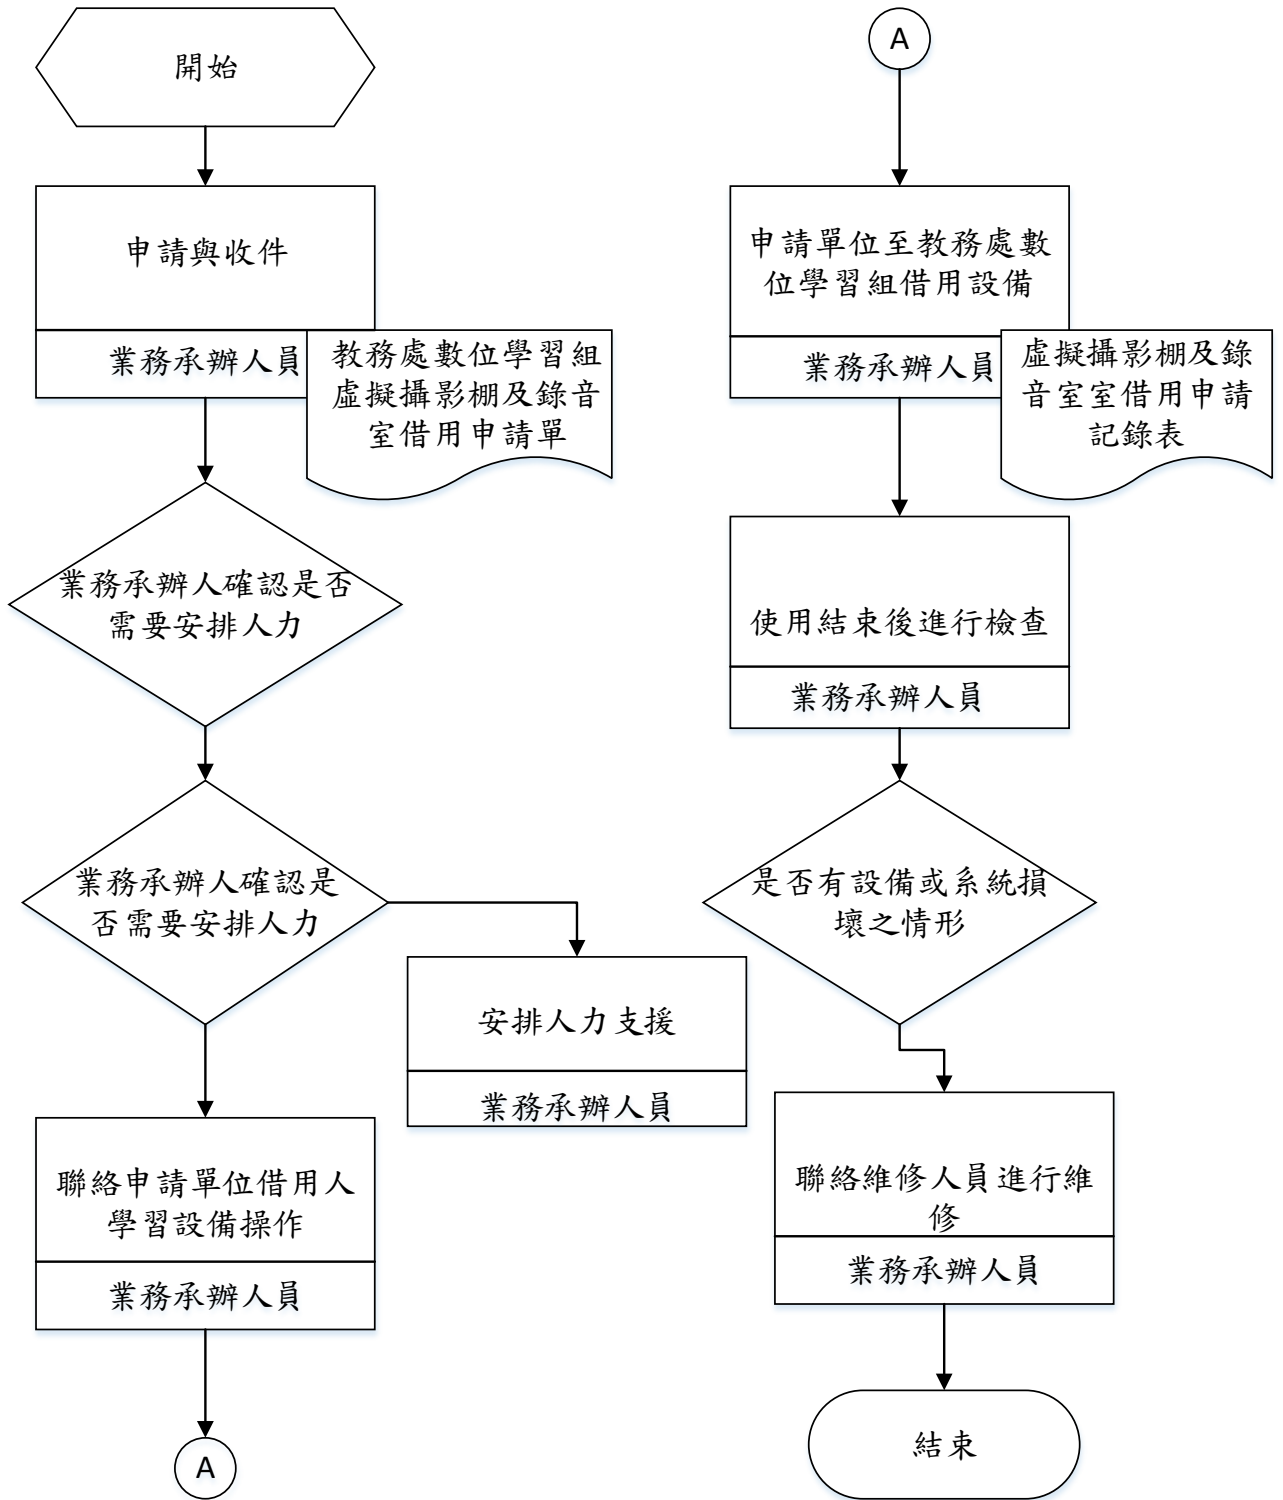 開始
申請與收件
業務承辦人員
教務處數位學習組
虛擬攝影棚及錄音
室借用申請單
業務承辦人確認是否
需要安排人力
業務承辦人確認是
否需要安排人力
安排人力支援
業務承辦人員
聯絡申請單位借用人
學習設備操作
業務承辦人員
A
A
申請單位至教務處數
位學習組借用設備
業務承辦人員
虛擬攝影棚及錄
音室室借用申請
記錄表
使用結束後進行檢查
業務承辦人員
是否有設備或系統損
壞之情形
聯絡維修人員進行維
修
業務承辦人員
結束